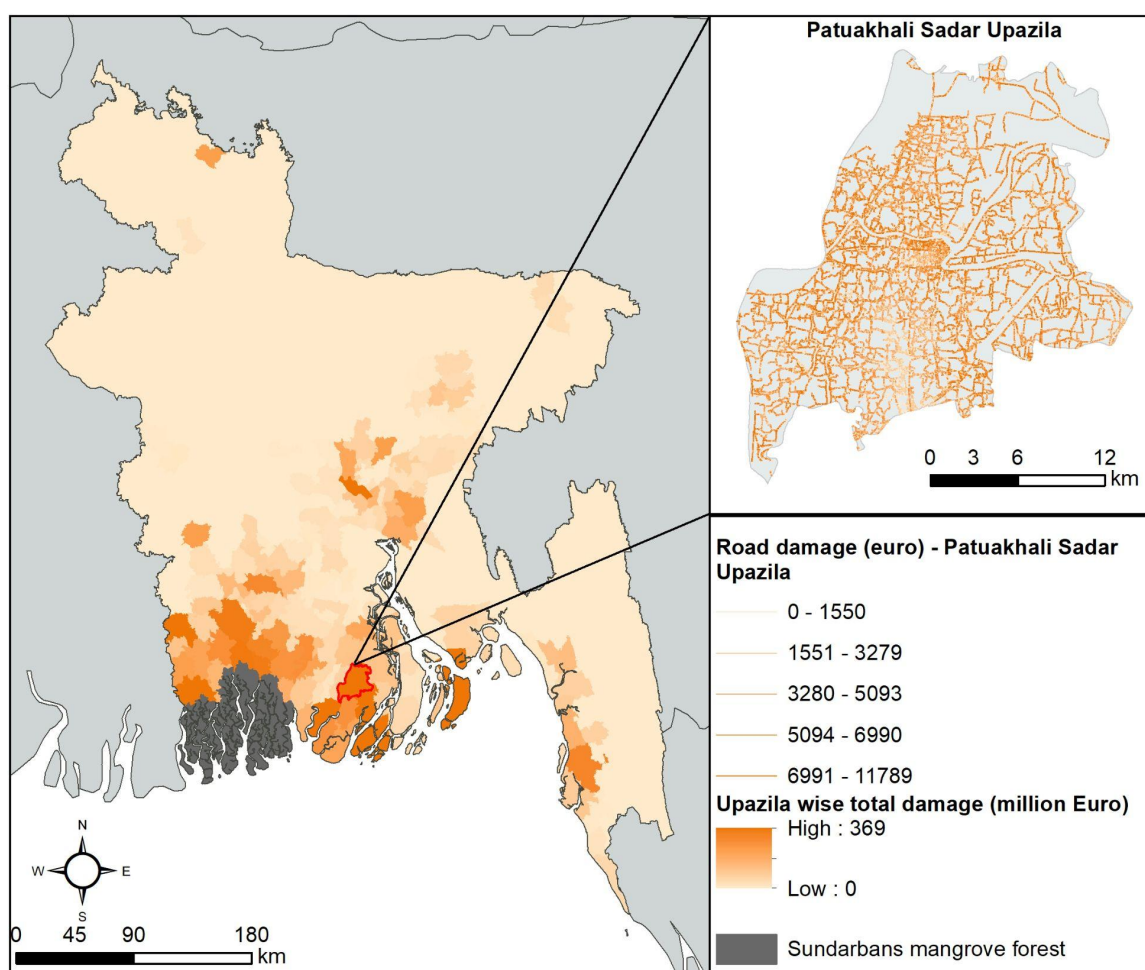 Patuakhali Sadar Upazila
0 3 6 12
km
Road damage (euro) - Patuakhali Sadar
Upazila
0 - 1550
1551 - 3279
3280 - 5093
5094 - 6990
6991 - 11789
Upazila wise total damage (million Euro)
High : 369
Low : 0
Sundarbans mangrove forest
N
W E
S
0 45 90 180
km